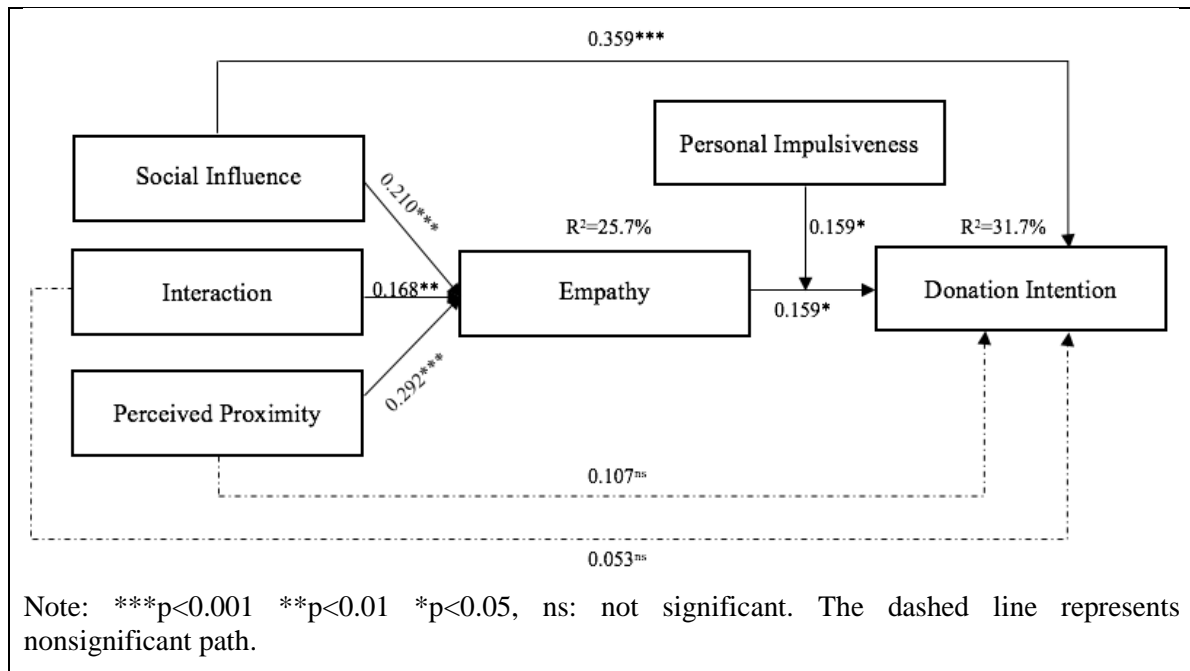 0.359***
Personal Impulsiveness
Social Influence
0.210***
R²=25.7%
0.159*
R²=31.7%
Interaction
0.168**
Empathy
0.159*
Donation Intention
Perceived Proximity
0.292***
0.107ⁿˢ
0.053ⁿˢ
Note: ***p<0.001 **p<0.01 *p<0.05, ns: not significant. The dashed line represents
nonsignificant path.